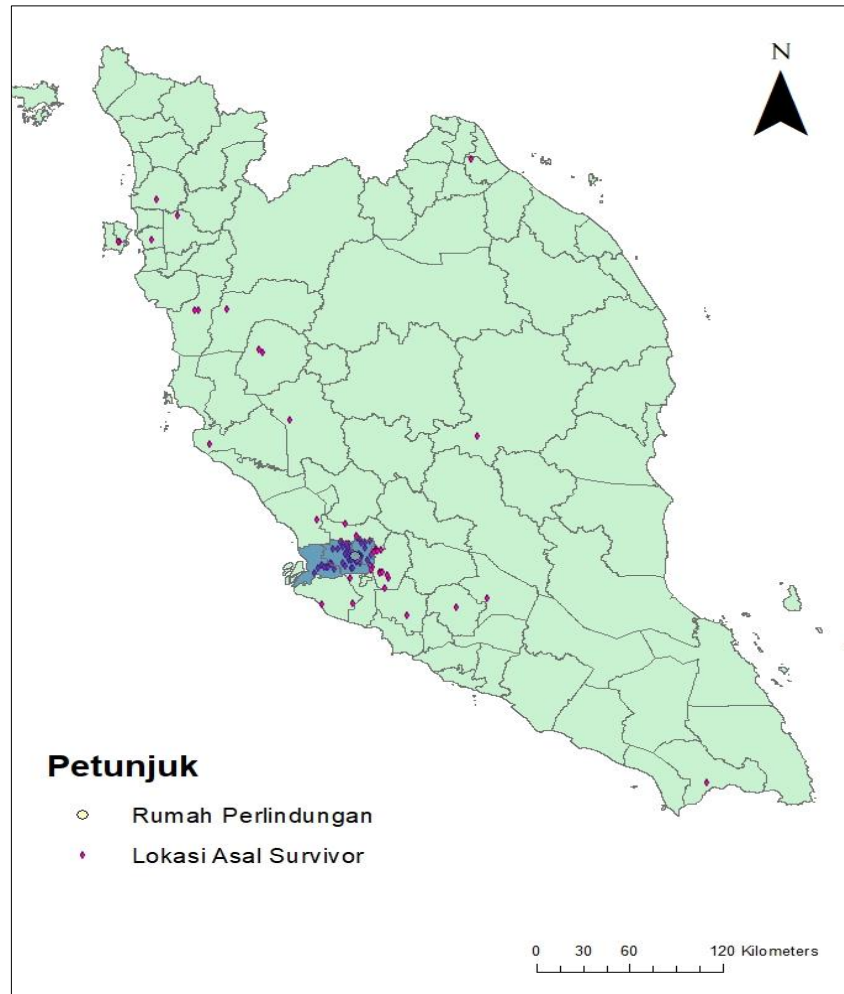 N
Petunjuk
Rumah Perlindungan
Lokasi Asal Survivor
0 30 60 120 Kilometers